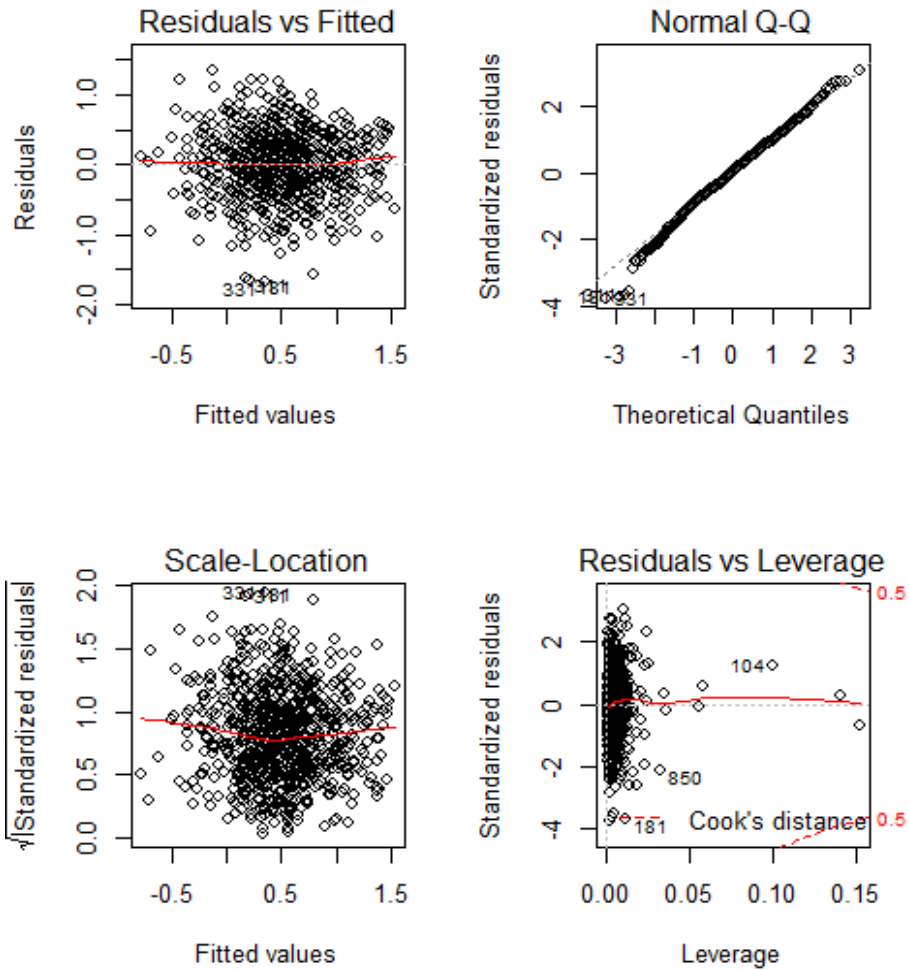 Residuals vs Fitted
Residuals
1.0
0.0
-1.0
-2.0
-0.5
0.5
1.5
Fitted values
Normal Q-Q
Standardized residuals
2
0
-2
-4
-3
-1
0
1
2
3
Theoretical Quantiles
Scale-Location
√|Standardized residuals|
2.0
1.5
1.0
0.5
0.0
-0.5
0.5
1.5
Fitted values
Residuals vs Leverage
Standardized residuals
2
0
-2
-4
0.5
104
850
181
Cook's distance
0.5
0.00
0.05
0.10
0.15
Leverage